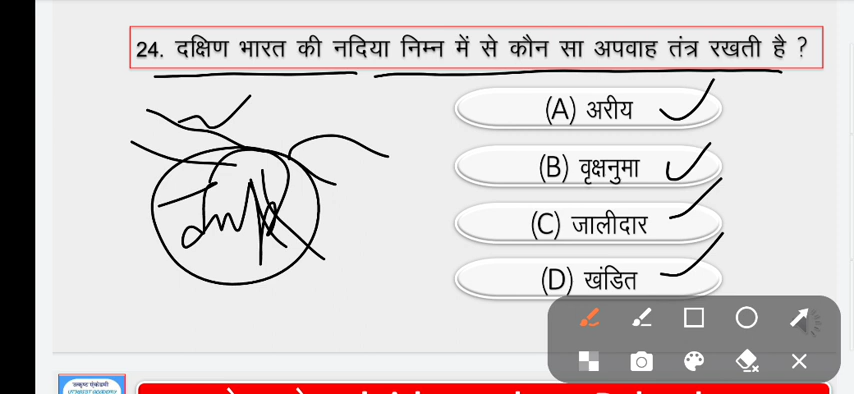 24. दक्षिण भारत की नदिया निम्न में से कौन सा अपवाह तंत्र रखती है ?
(A) अरीय
(B) वृक्षनुमा
(C) जालीदार
(D) खंडित